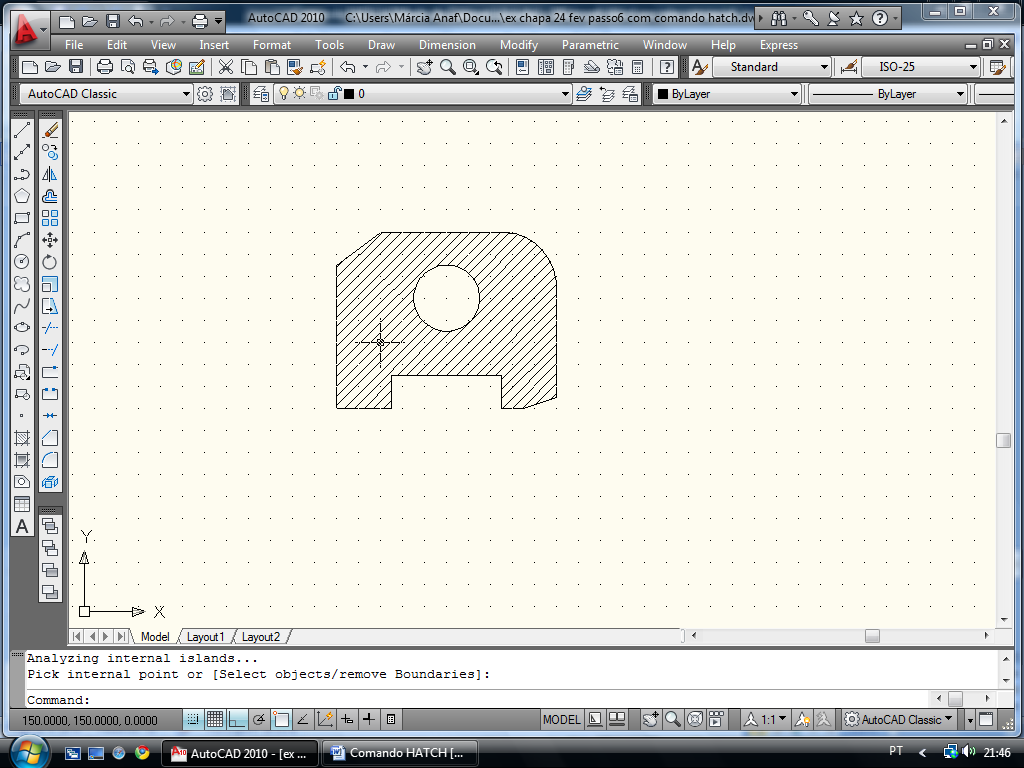 AutoCAD 2010 C:\Users\Márcia Anaf\Docu...\ex chapa 24 fev passo6 com comando hatch.dw
File Edit View Insert Format Tools Draw Dimension Modify Parametric Window Help Express
Standard ISO-25
AutoCAD Classic 0 ByLayer ByLayer
A
Y
X
Model Layout1 Layout2
Analyzing internal islands...
Pick internal point or [Select objects/remove Boundaries]:
Command:
150.0000, 150.0000, 0.0000 MODEL 1:1 AutoCAD Classic
AutoCAD 2010 - [ex ... Comando HATCH [... PT 21:46